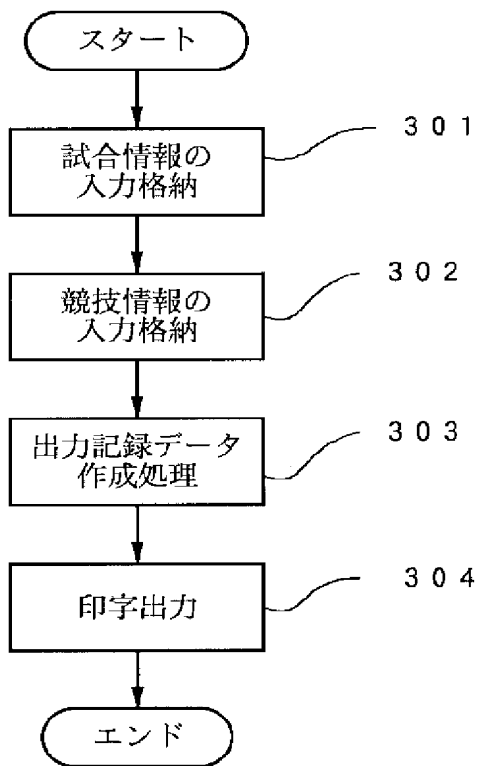 スタート
試合情報の
入力格納
301
競技情報の
入力格納
302
出力記録データ
作成処理
303
印字出力
304
エンド